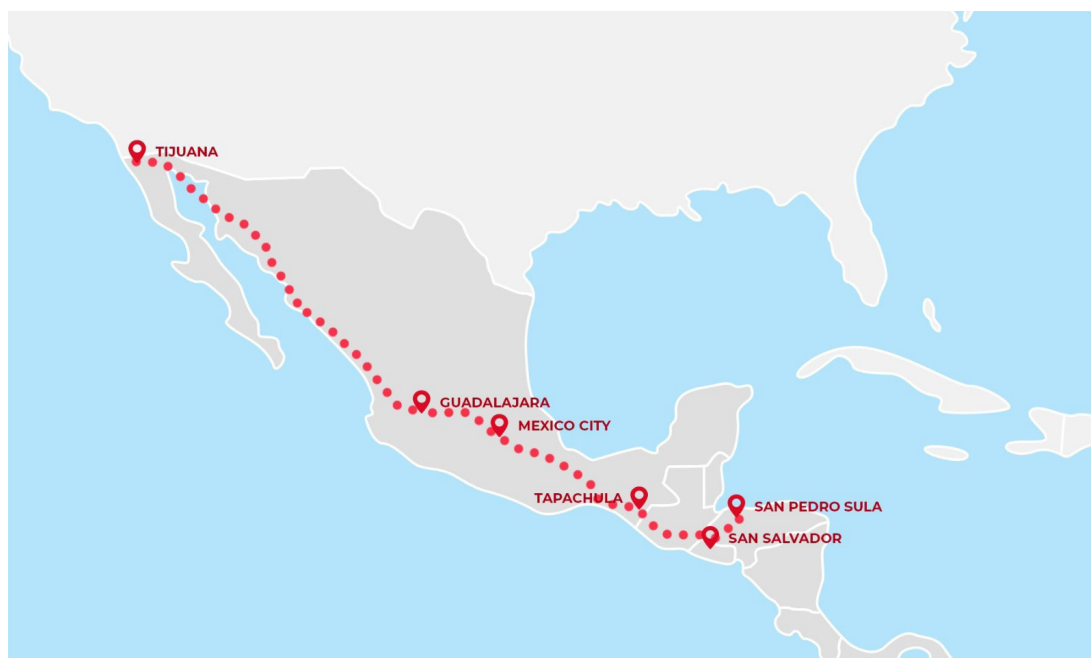 TIJUANA
GUADALAJARA
MEXICO CITY
TAPACHULA
SAN PEDRO SULA
SAN SALVADOR